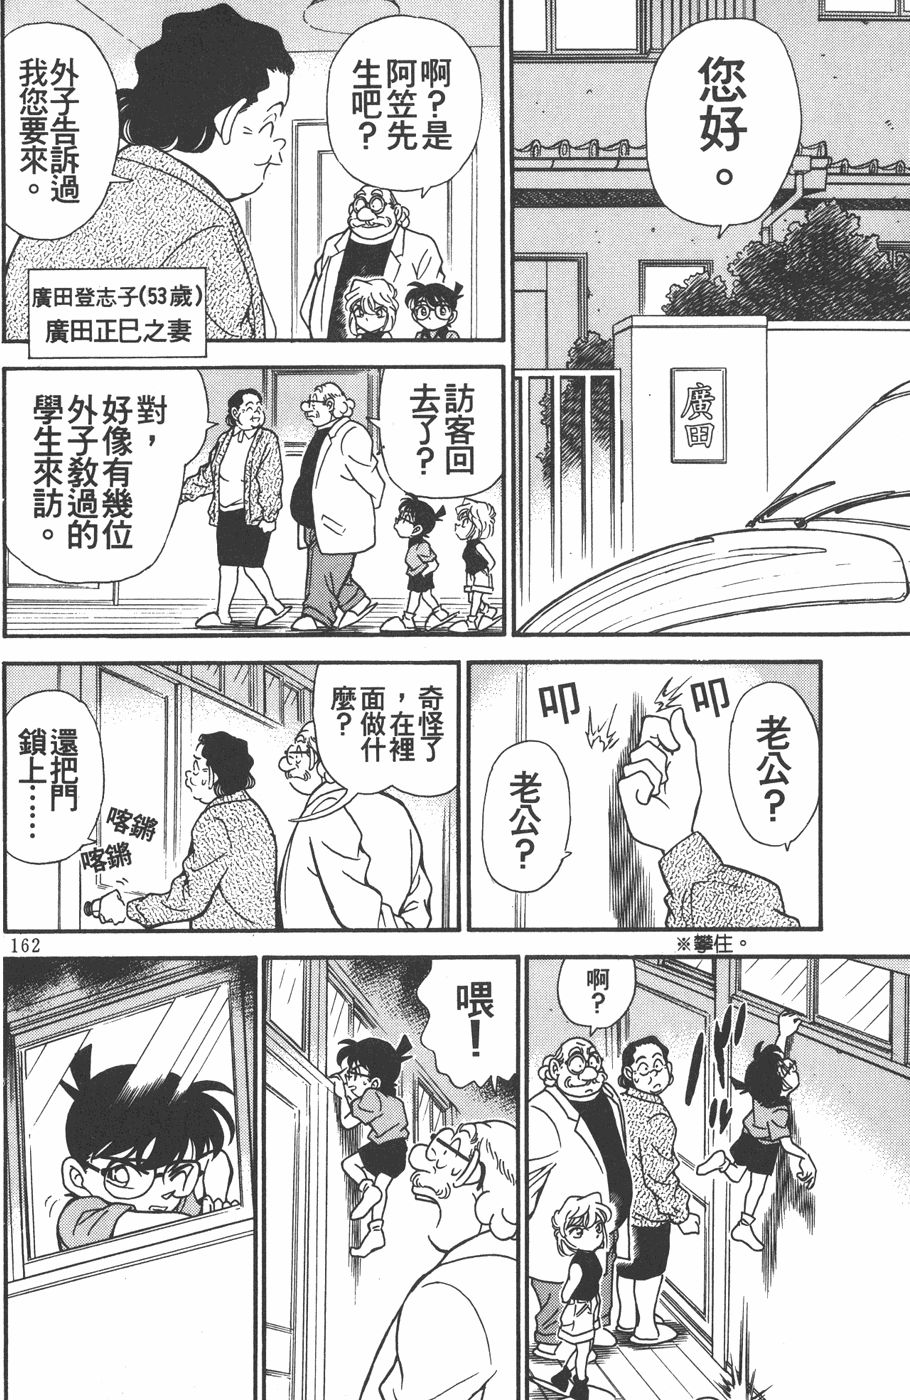 您好。
廣田
啊？是
阿笠先
生吧？
外子告訴過
我您要來。
廣田登志子(53歲)
廣田正巳之妻
訪客回
去了？
對，
好像有幾位
外子教過的
學生來訪。
叩
老公？
叩
老公？
奇怪了
，在裡
面做什
麼？
還把門
鎖上……
喀鏘
喀鏘
162
※攀住。
啊？
喂！